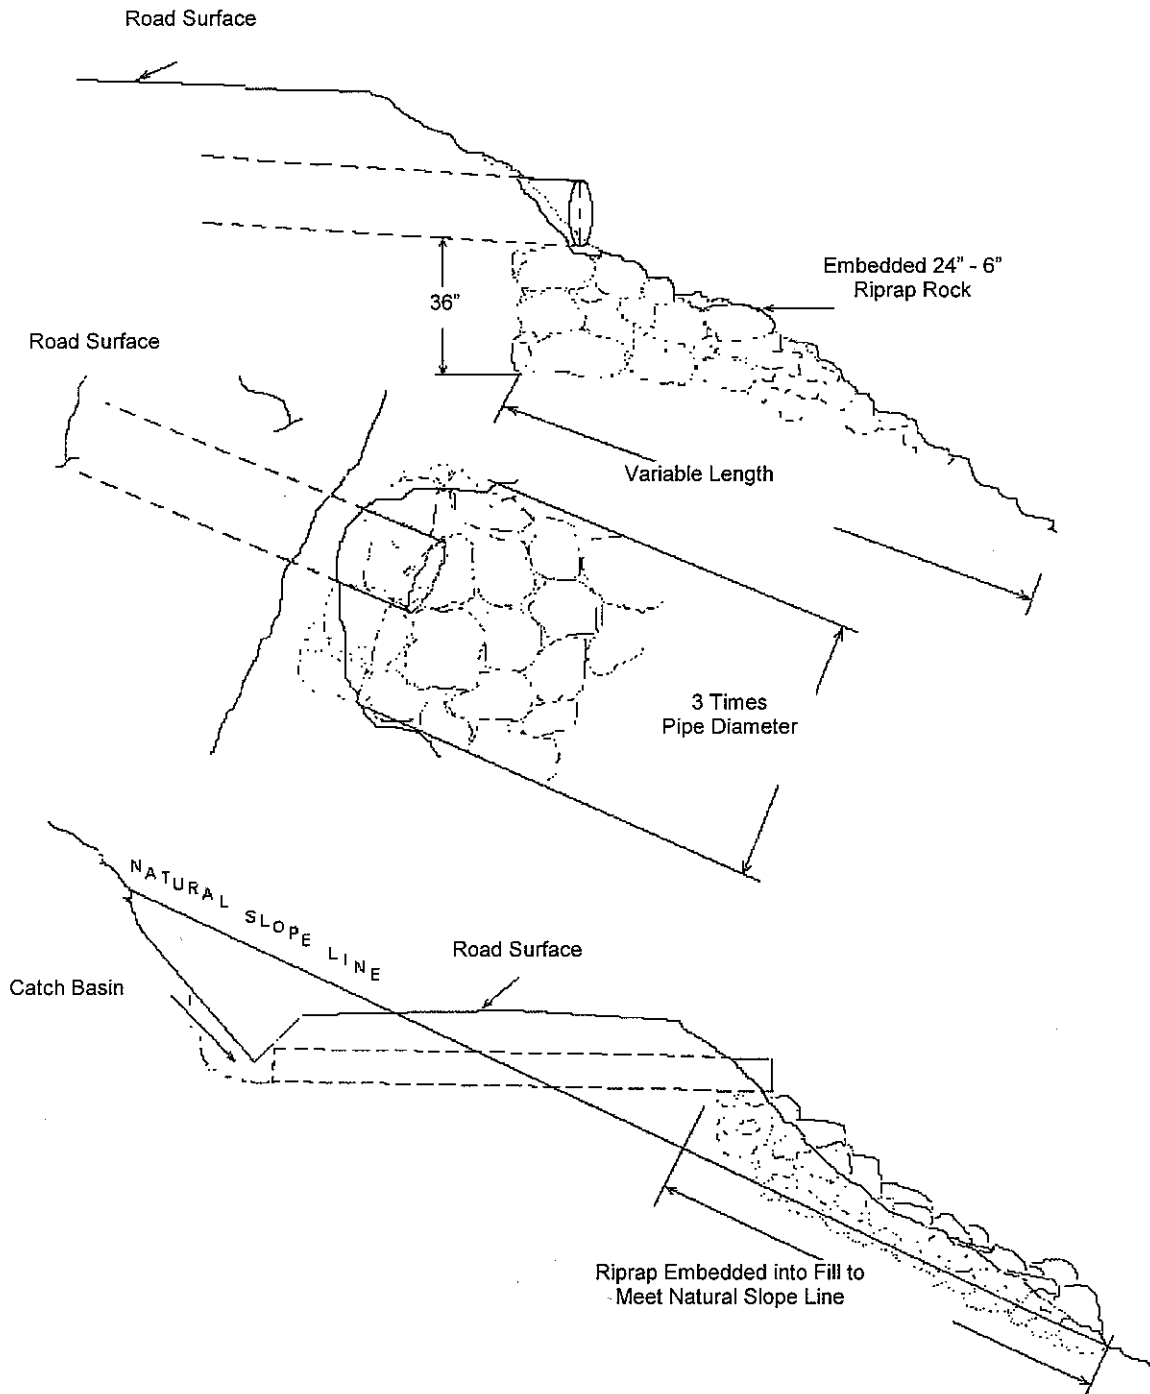 Road Surface
Embedded 24" - 6"
Riprap Rock
36"
Road Surface
Variable Length
3 Times
Pipe Diameter
NATURAL SLOPE LINE
Road Surface
Catch Basin
Riprap Embedded into Fill to
Meet Natural Slope Line